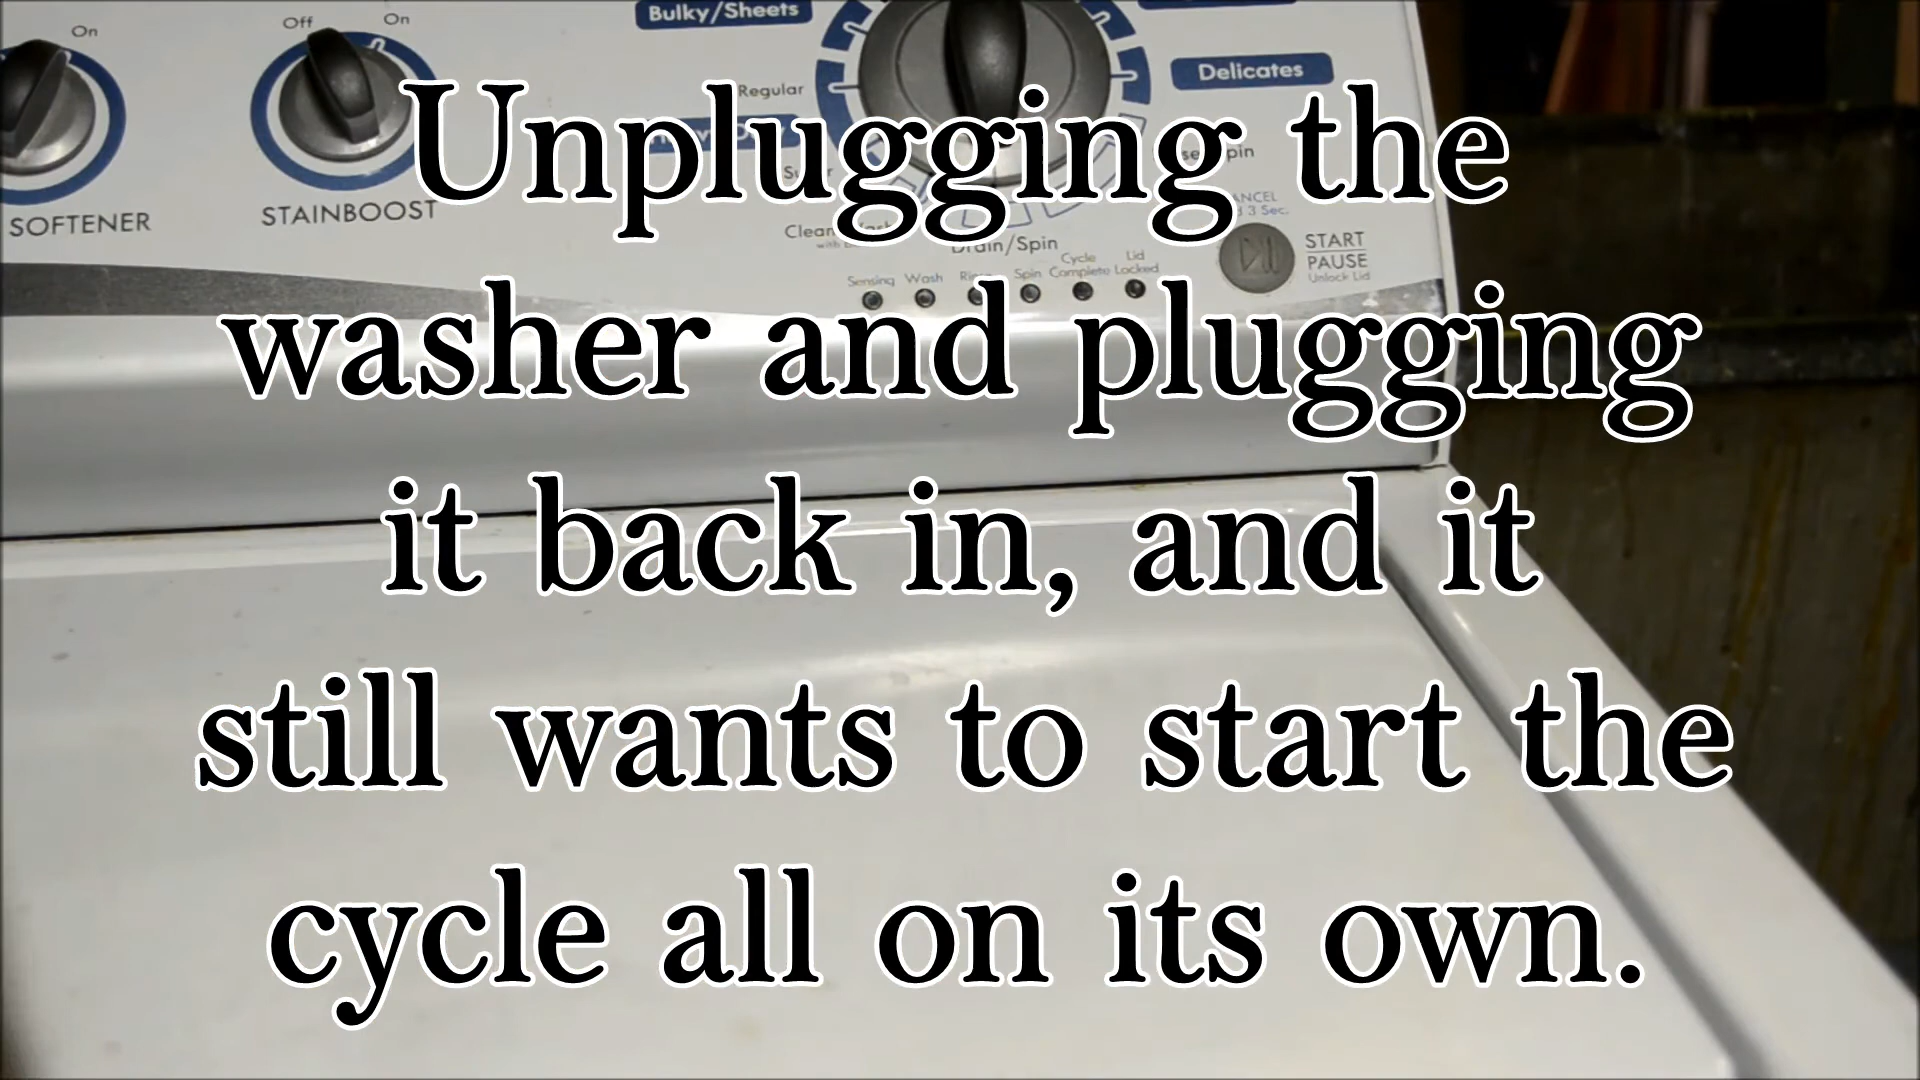 On
Off On
Bulky/Sheets
Delicates
Regular
SOFTENER
STAINBOOST
Drain/Spin
START
PAUSE
Unlock Lid
3 Sec.
Sensing Wash Spin Cycle Complete Lid Locked
Unplugging the
washer and plugging
it back in, and it
still wants to start the
cycle all on its own.